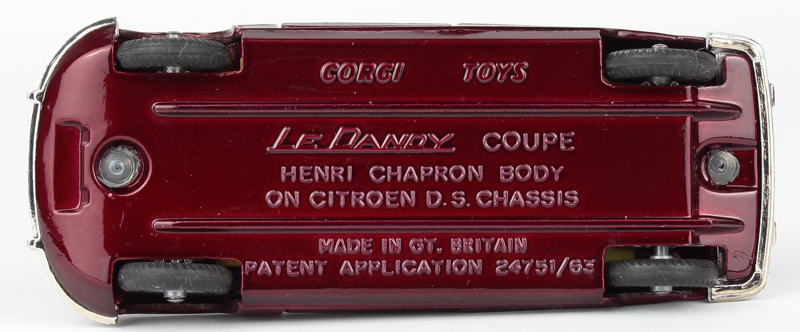 CORGI TOYS
LE DANDY COUPE
HENRI CHAPRON BODY
ON CITROEN D.S. CHASSIS
MADE IN GT. BRITAIN
PATENT APPLICATION 24751/63